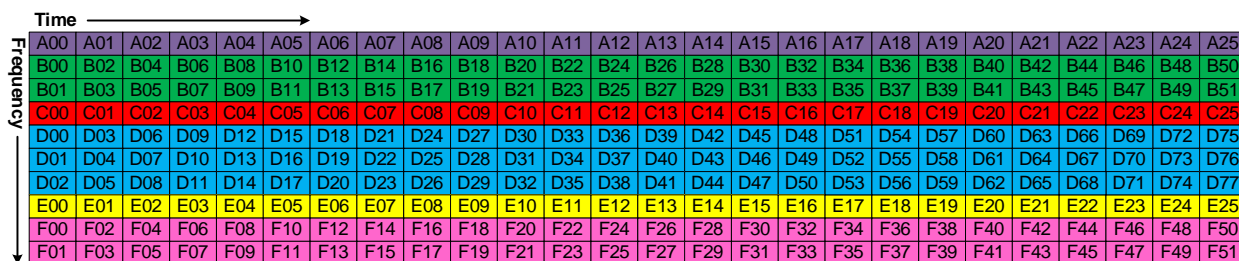 Time
Frequency
A00 A01 A02 A03 A04 A05 A06 A07 A08 A09 A10 A11 A12 A13 A14 A15 A16 A17 A18 A19 A20 A21 A22 A23 A24 A25
B00 B02 B04 B06 B08 B10 B12 B14 B16 B18 B20 B22 B24 B26 B28 B30 B32 B34 B36 B38 B40 B42 B44 B46 B48 B50
B01 B03 B05 B07 B09 B11 B13 B15 B17 B19 B21 B23 B25 B27 B29 B31 B33 B35 B37 B39 B41 B43 B45 B47 B49 B51
C00 C01 C02 C03 C04 C05 C06 C07 C08 C09 C10 C11 C12 C13 C14 C15 C16 C17 C18 C19 C20 C21 C22 C23 C24 C25
D00 D03 D06 D09 D12 D15 D18 D21 D24 D27 D30 D33 D36 D39 D42 D45 D48 D51 D54 D57 D60 D63 D66 D69 D72 D75
D01 D04 D07 D10 D13 D16 D19 D22 D25 D28 D31 D34 D37 D40 D43 D46 D49 D52 D55 D58 D61 D64 D67 D70 D73 D76
D02 D05 D08 D11 D14 D17 D20 D23 D26 D29 D32 D35 D38 D41 D44 D47 D50 D53 D56 D59 D62 D65 D68 D71 D74 D77
E00 E01 E02 E03 E04 E05 E06 E07 E08 E09 E10 E11 E12 E13 E14 E15 E16 E17 E18 E19 E20 E21 E22 E23 E24 E25
F00 F02 F04 F06 F08 F10 F12 F14 F16 F18 F20 F22 F24 F26 F28 F30 F32 F34 F36 F38 F40 F42 F44 F46 F48 F50
F01 F03 F05 F07 F09 F11 F13 F15 F17 F19 F21 F23 F25 F27 F29 F31 F33 F35 F37 F39 F41 F43 F45 F47 F49 F51